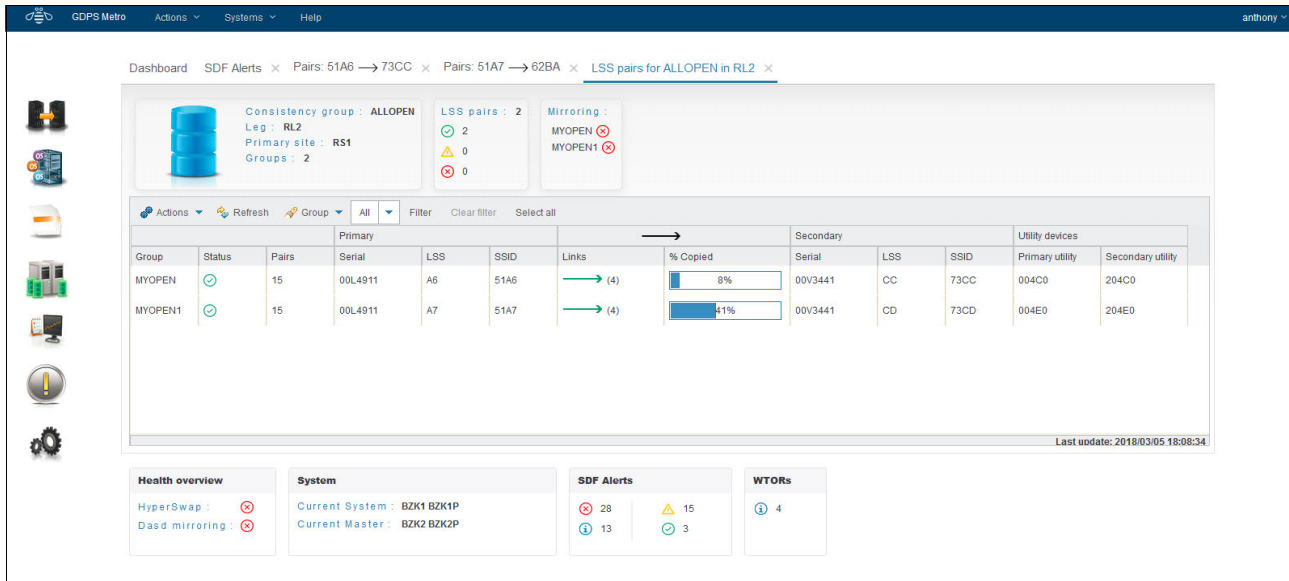 GDPS Metro Actions Systems Help anthony
Dashboard SDF Alerts × Pairs: 51A6 → 73CC × Pairs: 51A7 → 62BA × LSS pairs for ALLOPEN in RL2 ×
Consistency group : ALLOPEN
Leg : RL2
Primary site : RS1
Groups : 2
LSS pairs : 2
2
0
0
Mirroring :
MYOPEN
MYOPEN1
Actions Refresh Group All Filter Clear filter Select all
Primary → Secondary Utility devices
Group Status Pairs Serial LSS SSID Links % Copied Serial LSS SSID Primary utility Secondary utility
MYOPEN 15 00L4911 A6 51A6 → (4) 8% 00V3441 CC 73CC 004C0 204C0
MYOPEN1 15 00L4911 A7 51A7 → (4) 41% 00V3441 CD 73CD 004E0 204E0
Last update: 2018/03/05 18:08:34
Health overview
HyperSwap :
Dasd mirroring :
System
Current System : BZK1 BZK1P
Current Master : BZK2 BZK2P
SDF Alerts
28 15
13 3
WTORs
4
OS
OS
OS